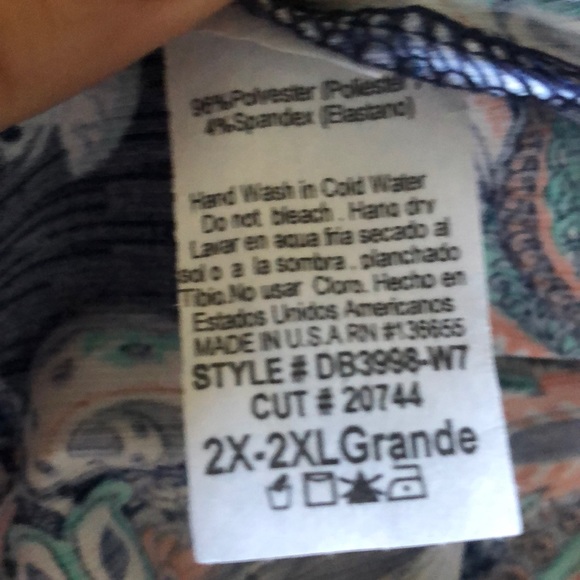 96%Polyester (Poliester)
4%Spandex (Elastano)
Hand Wash in Cold Water
Do not bleach . Hang dry
Lavar en aqua fria secado al
sol o a la sombra . planchado
Tibio.No usar Cloro. Hecho en
Estados Unidos Americanos
MADE IN U.S.A RN #136655
STYLE # DB3998-W7
CUT # 20744
2X-2XLGrande